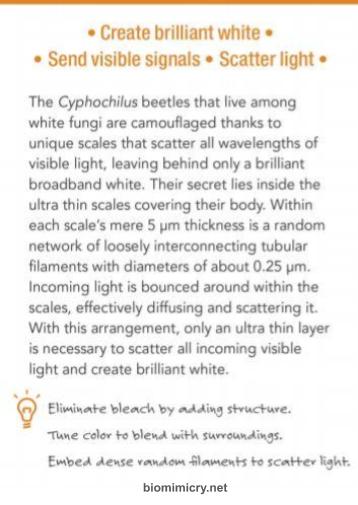 • Create brilliant white •
• Send visible signals • Scatter light •
The Cyphochilus beetles that live among
white fungi are camouflaged thanks to
unique scales that scatter all wavelengths of
visible light, leaving behind only a brilliant
broadband white. Their secret lies inside the
ultra thin scales covering their body. Within
each scale's mere 5 µm thickness is a random
network of loosely interconnecting tubular
filaments with diameters of about 0.25 µm.
Incoming light is bounced around within the
scales, effectively diffusing and scattering it.
With this arrangement, only an ultra thin layer
is necessary to scatter all incoming visible
light and create brilliant white.
Eliminate bleach by adding structure.
Tune color to blend with surroundings.
Embed dense random filaments to scatter light.
biomimicry.net